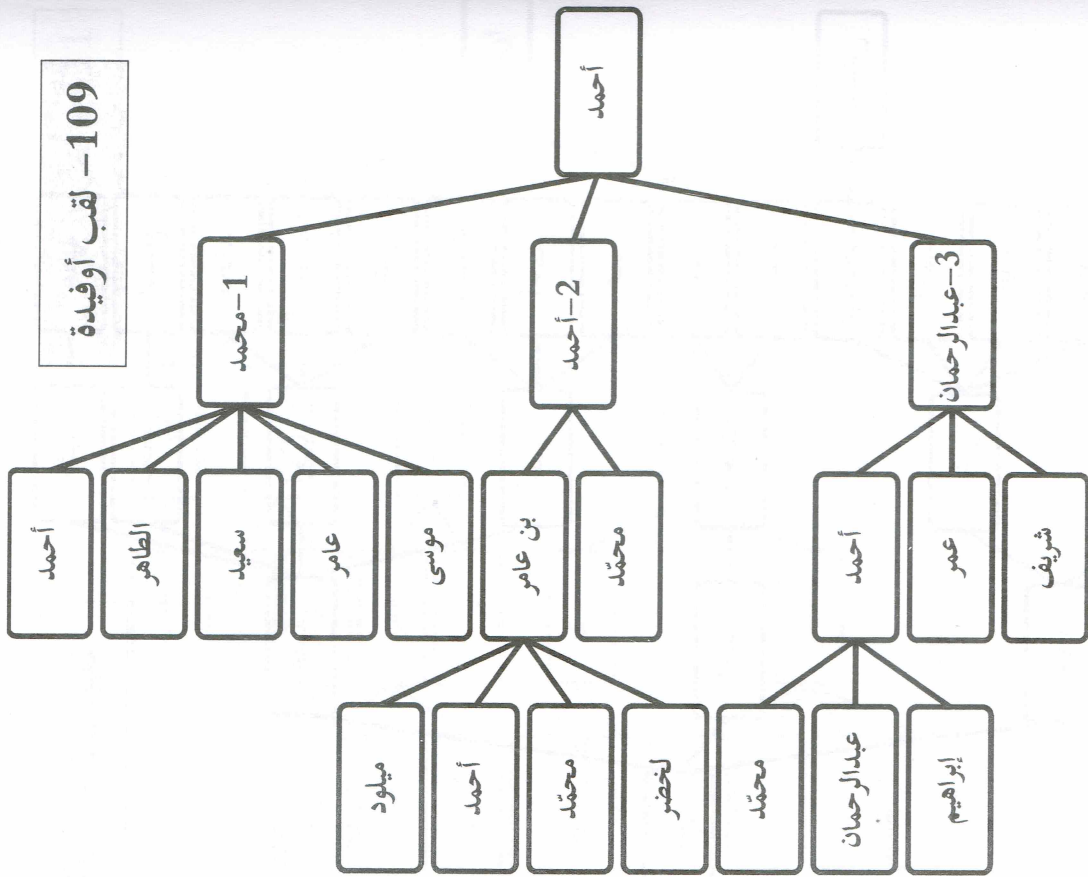 109- لقب أوفيدة
أحمد
1-محمد
2-أحمد
3-عبدالرحمان
أحمد
الطاهر
سعيد
عامر
موسى
بن عامر
محمّد
أحمد
عمر
شريف
ميلود
أحمد
محمّد
لخضر
محمّد
عبدالرحمان
إبراهيم